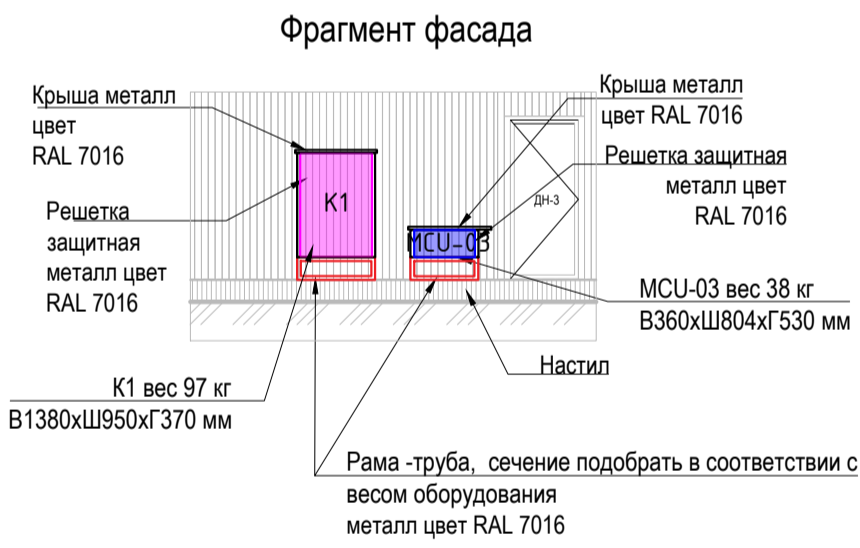 Фрагмент фасада
Крыша металл
цвет
RAL 7016
Решетка
защитная
металл цвет
RAL 7016
K1
MCU-03
ДН-3
Крыша металл
цвет RAL 7016
Решетка защитная
металл цвет
RAL 7016
MCU-03 вес 38 кг
В360хШ804хГ530 мм
Настил
К1 вес 97 кг
В1380хШ950хГ370 мм
Рама -труба, сечение подобрать в соответствии с
весом оборудования
металл цвет RAL 7016